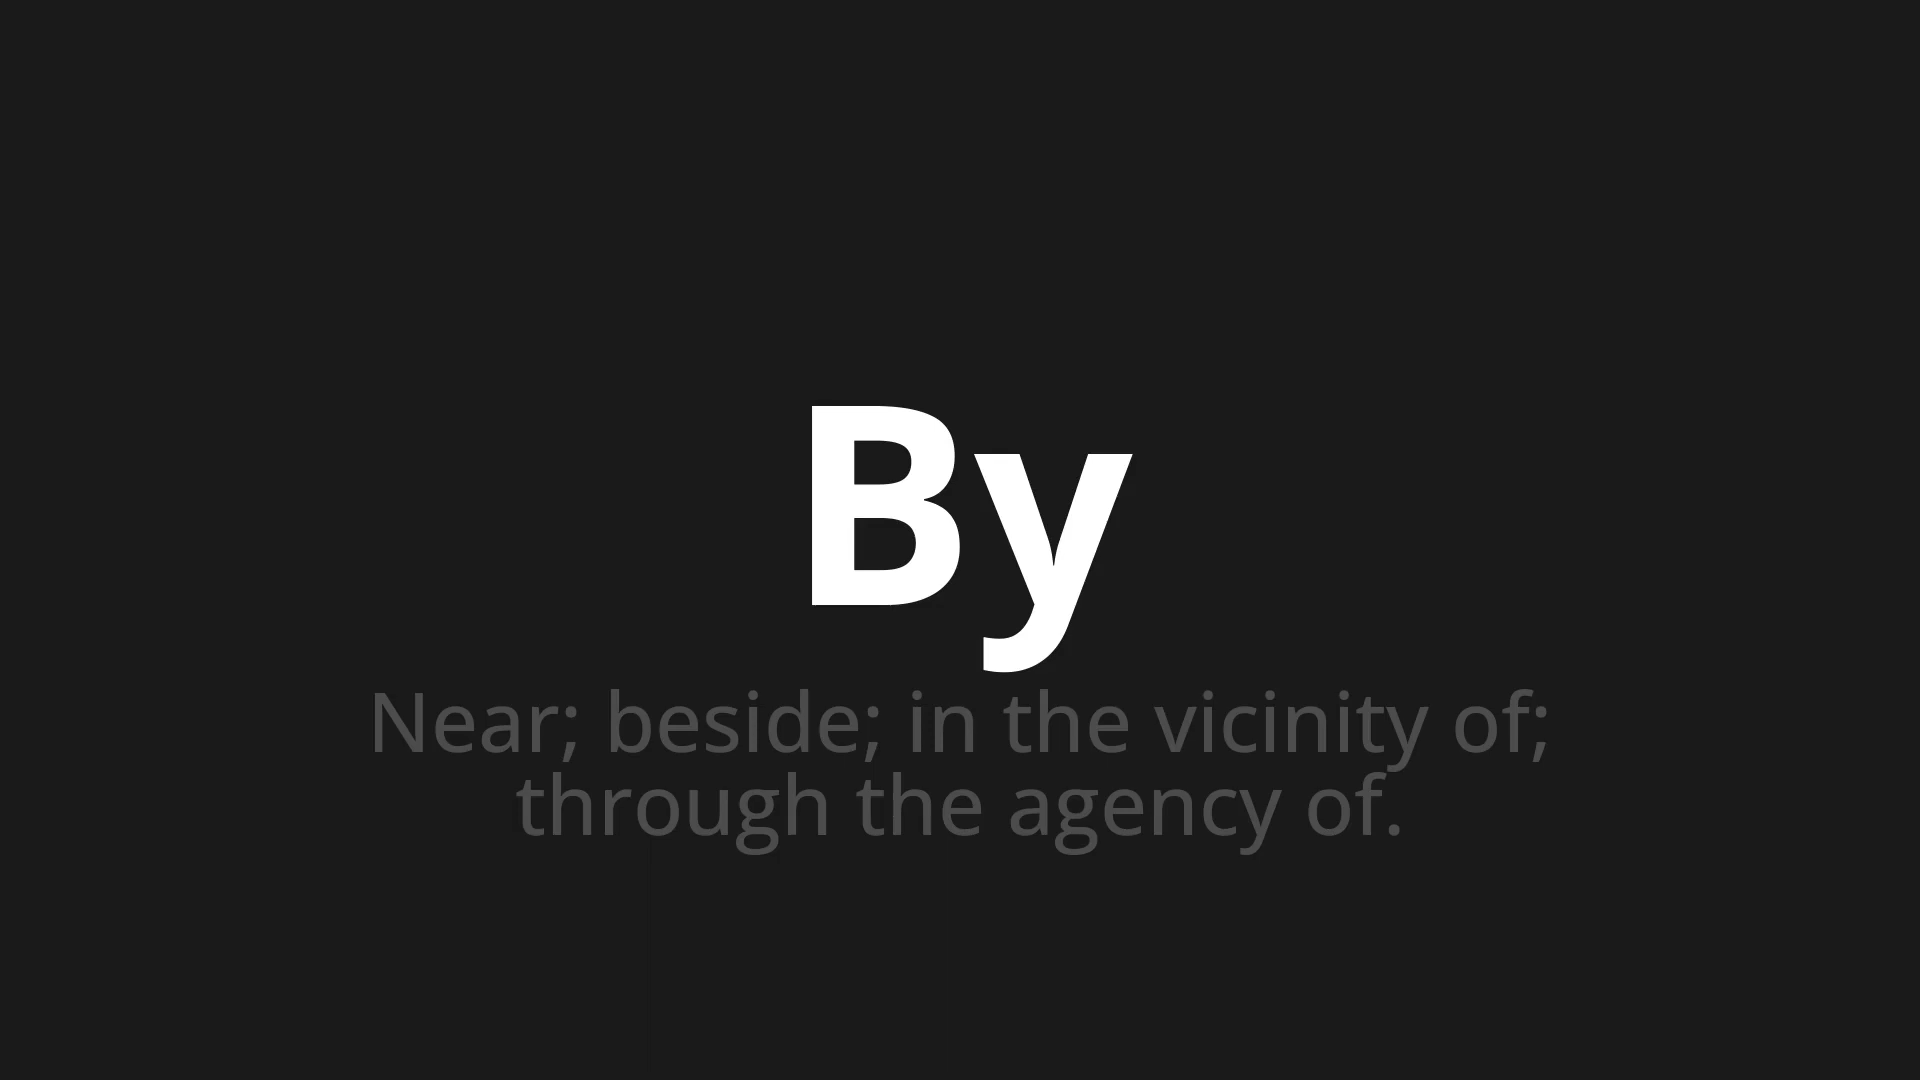 By
Near; beside; in the vicinity of;
through the agency of.